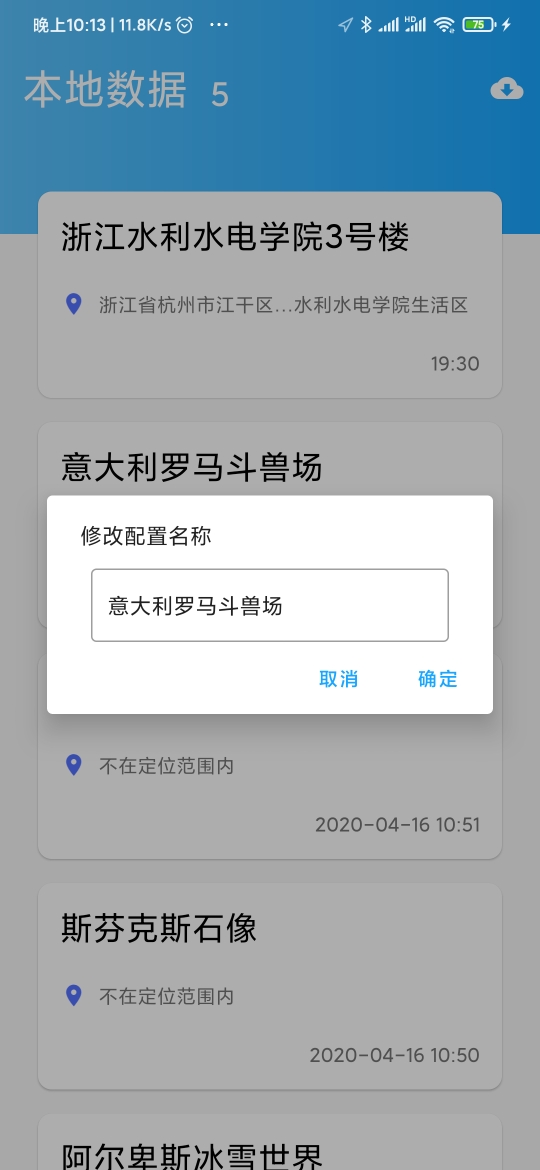 晚上10:13 | 11.8K/s ...
HD
75
本地数据 5
浙江水利水电学院3号楼
浙江省杭州市江干区...水利水电学院生活区
19:30
意大利罗马斗兽场
修改配置名称
意大利罗马斗兽场
取消 确定
不在定位范围内
2020-04-16 10:51
斯芬克斯石像
不在定位范围内
2020-04-16 10:50
阿尔卑斯冰雪世界